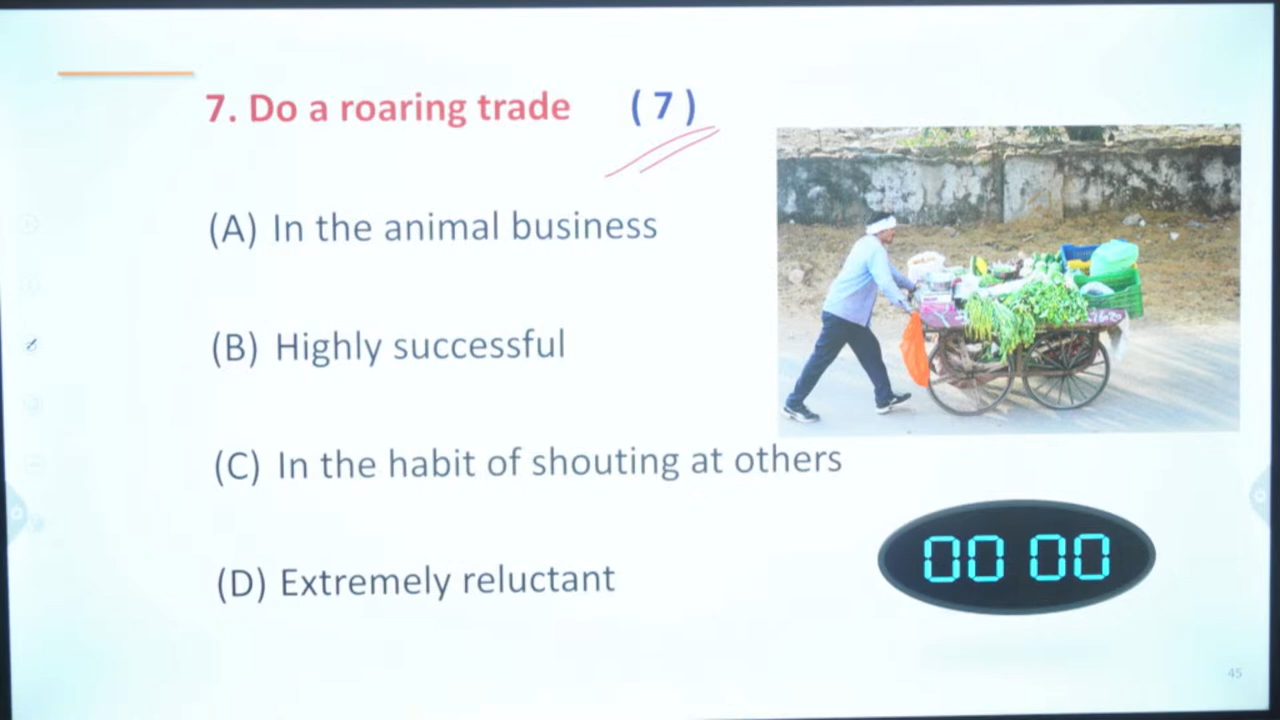 7. Do a roaring trade ( 7 )
(A) In the animal business
(B) Highly successful
(C) In the habit of shouting at others
(D) Extremely reluctant
00 00
45